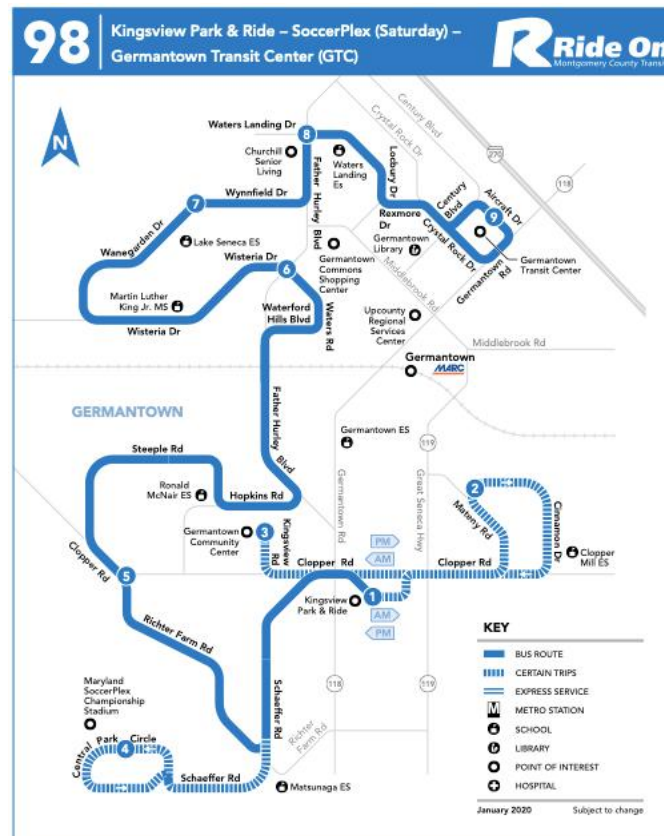 98
Kingsview Park & Ride – SoccerPlex (Saturday) –
Germantown Transit Center (GTC)
Ride On
Montgomery County Transit
N
Waters Landing Dr
8
Churchill
Senior
Living
Father Hurley Blvd
Waters
Landing
Es
Crystal Rock Dr
Century Blvd
270
118
Locbury Dr
Rexmore
Dr
Century
Blvd
Aircraft Dr
9
Crystal Rock Dr
Germantown
Rd
Germantown
Transit Center
Germantown
Library
7
Wynnfield Dr
Wanegarden Dr
Lake Seneca ES
Wisteria Dr
6
Germantown
Commons
Shopping
Center
Middlebrook Rd
Martin Luther
King Jr. MS
Wisteria Dr
Waterford
Hills Blvd
Waters Rd
Upcounty
Regional
Services
Center
Middlebrook Rd
Germantown
MARC
GERMANTOWN
Father Hurley
Blvd
119
Germantown ES
Steeple Rd
Ronald
McNair ES
Hopkins Rd
Germantown Rd
Great Seneca Hwy
2
Mateny Rd
Cinnamon Dr
Clopper
Mill ES
Germantown
Community
Center
3
Kingsview
Rd
PM
AM
Clopper Rd
Clopper Rd
Clopper Rd
5
Kingsview
Park & Ride
1
AM
PM
Richter Farm Rd
Maryland
SoccerPlex
Championship
Stadium
Schaeffer Rd
118
119
Central Park Circle
4
Richter
Farm Rd
Schaeffer Rd
Matsunaga ES
KEY
BUS ROUTE
CERTAIN TRIPS
EXPRESS SERVICE
M METRO STATION
SCHOOL
LIBRARY
POINT OF INTEREST
HOSPITAL
January 2020 Subject to change